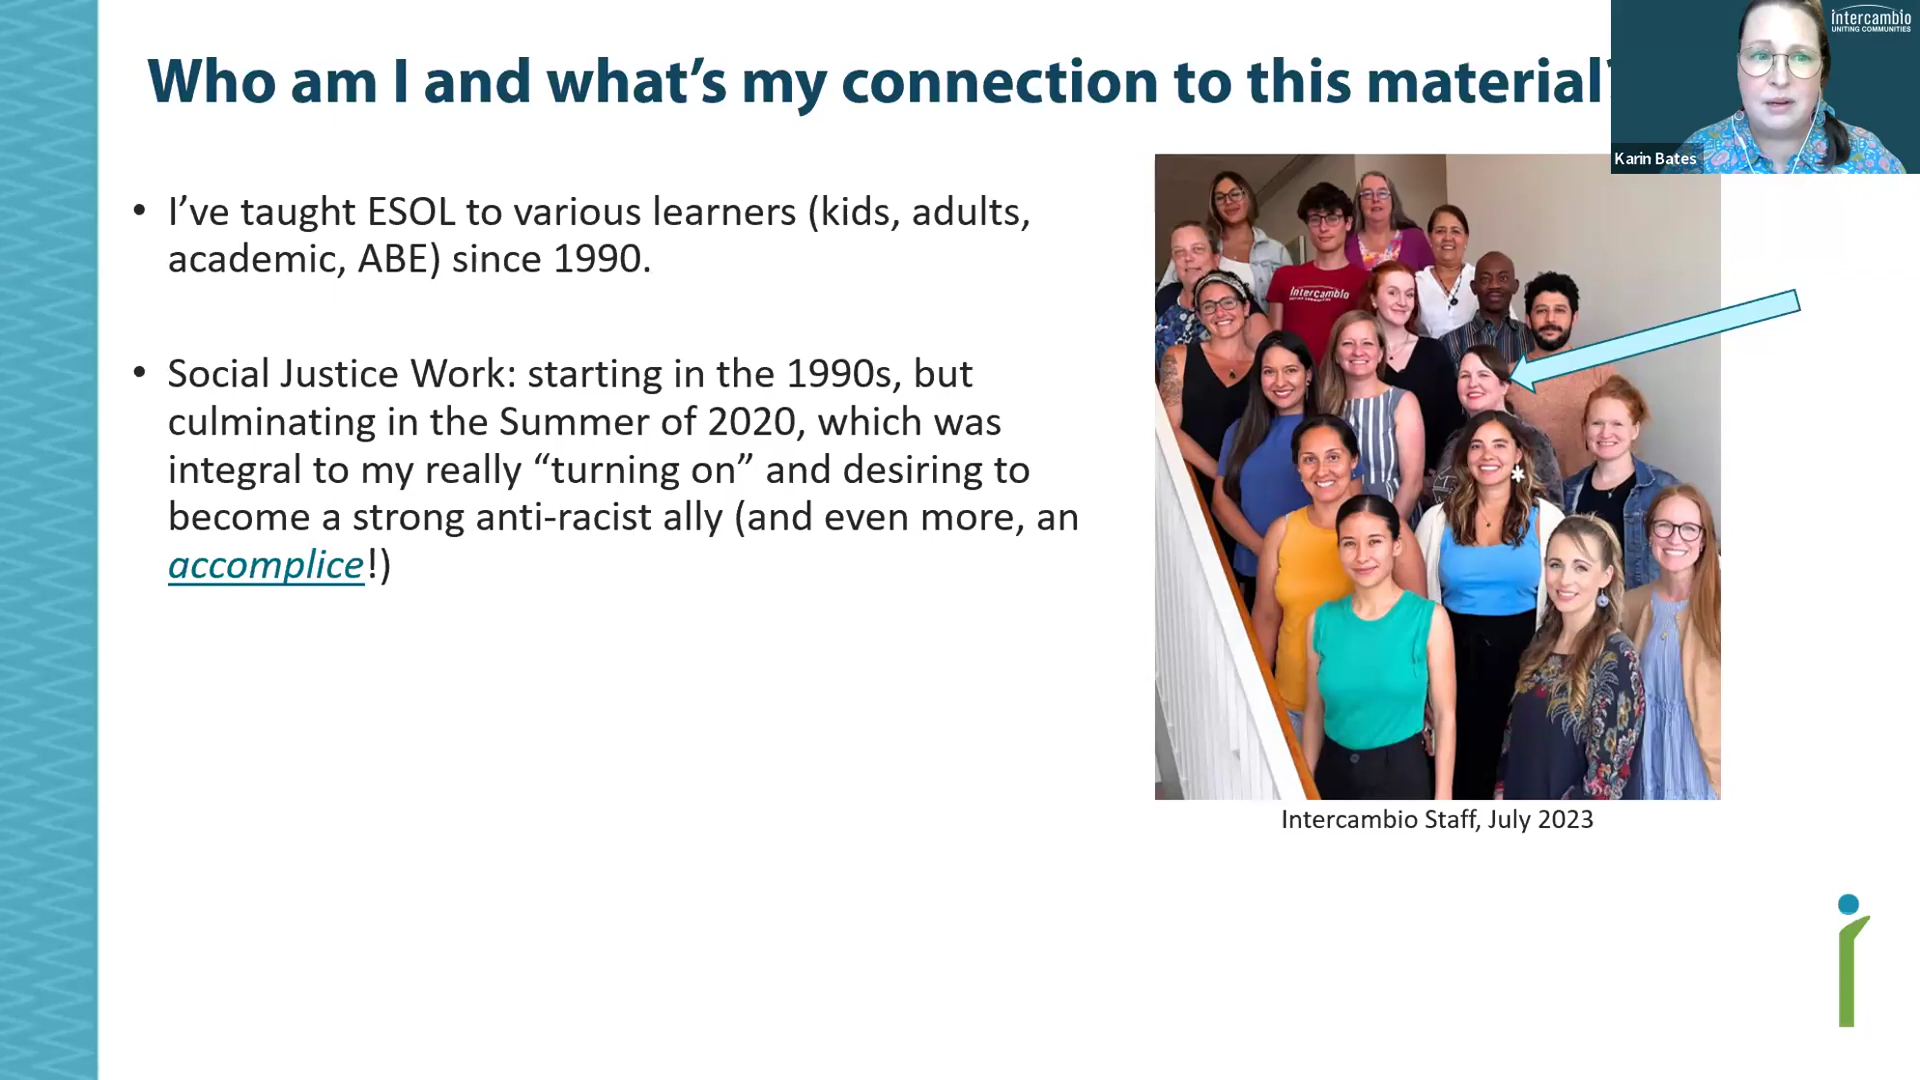 Who am I and what’s my connection to this material?
intercambio
UNITING COMMUNITIES
Karin Bates
• I’ve taught ESOL to various learners (kids, adults,
academic, ABE) since 1990.
• Social Justice Work: starting in the 1990s, but
culminating in the Summer of 2020, which was
integral to my really “turning on” and desiring to
become a strong anti-racist ally (and even more, an
accomplice!)
intercambio
UNITING COMMUNITIES
Intercambio Staff, July 2023